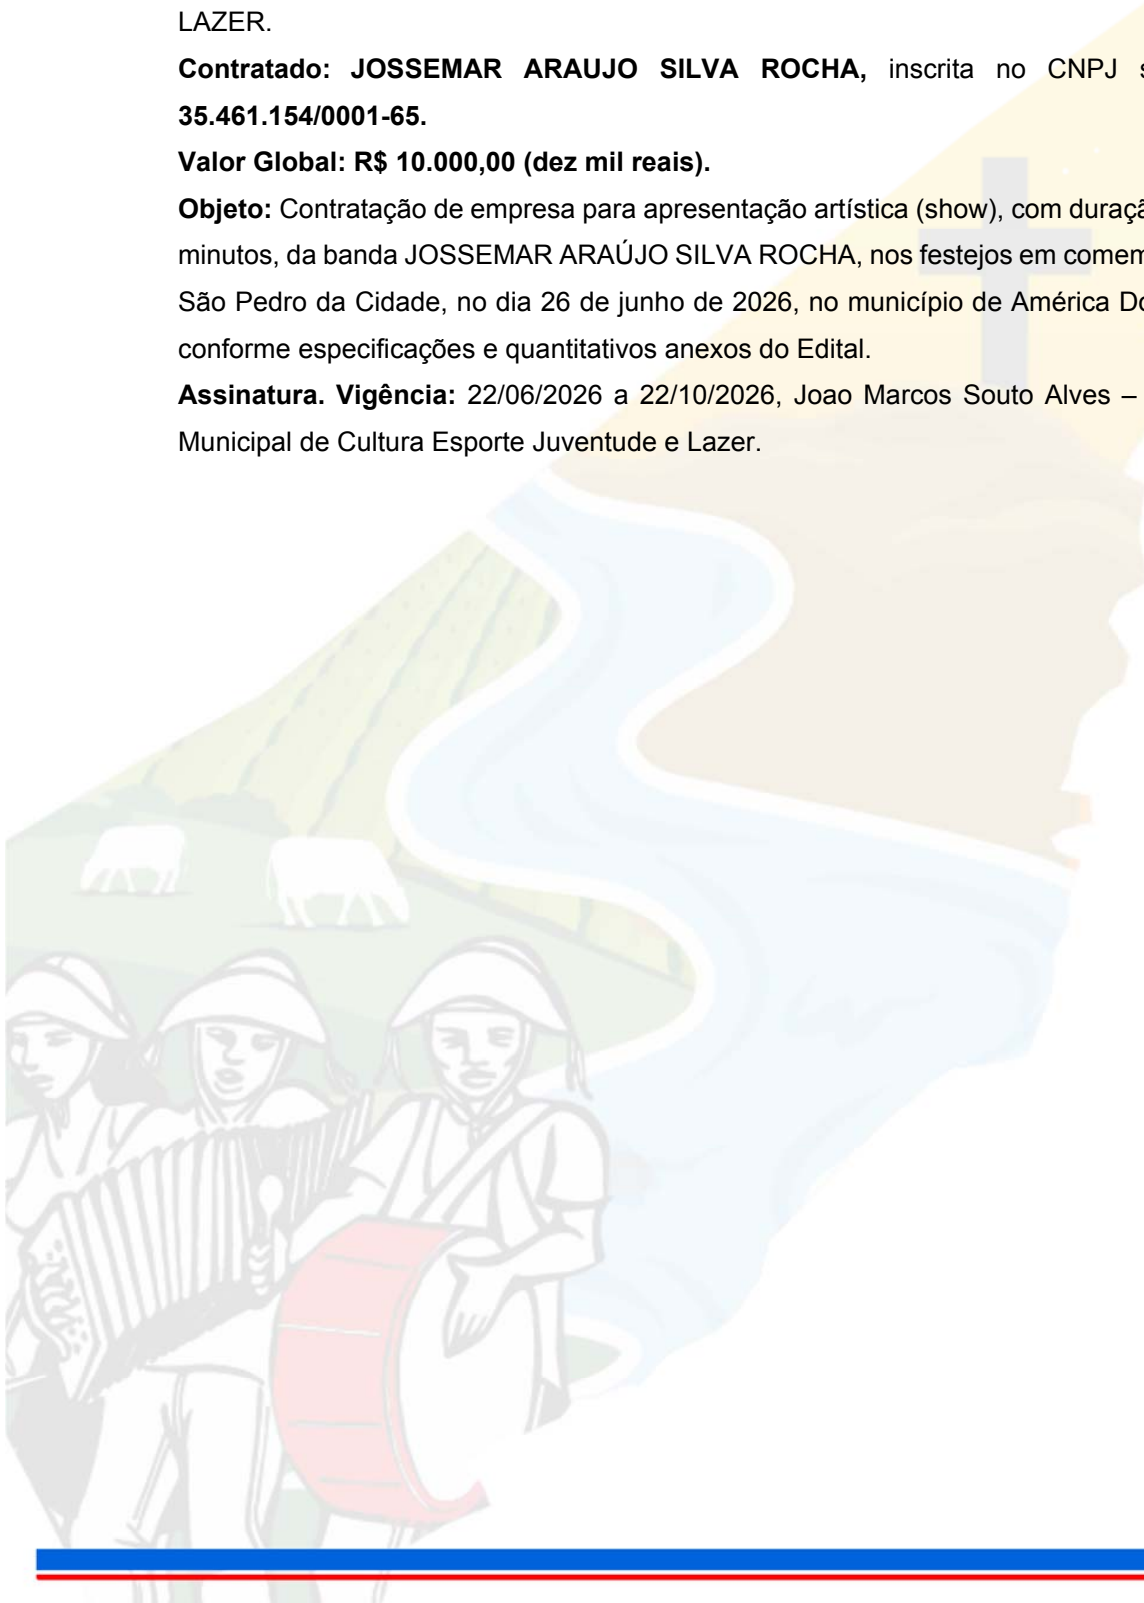 LAZER.
Contratado: JOSSEMAR ARAUJO SILVA ROCHA, inscrita no CNPJ
35.461.154/0001-65.
Valor Global: R$ 10.000,00 (dez mil reais).
Objeto: Contratação de empresa para apresentação artística (show), com
minutos, da banda JOSSEMAR ARAÚJO SILVA ROCHA, nos festejos em
São Pedro da Cidade, no dia 26 de junho de 2026, no município de América
conforme especificações e quantitativos anexos do Edital.
Assinatura. Vigência: 22/06/2026 a 22/10/2026, Joao Marcos Souto Alves –
Municipal de Cultura Esporte Juventude e Lazer.